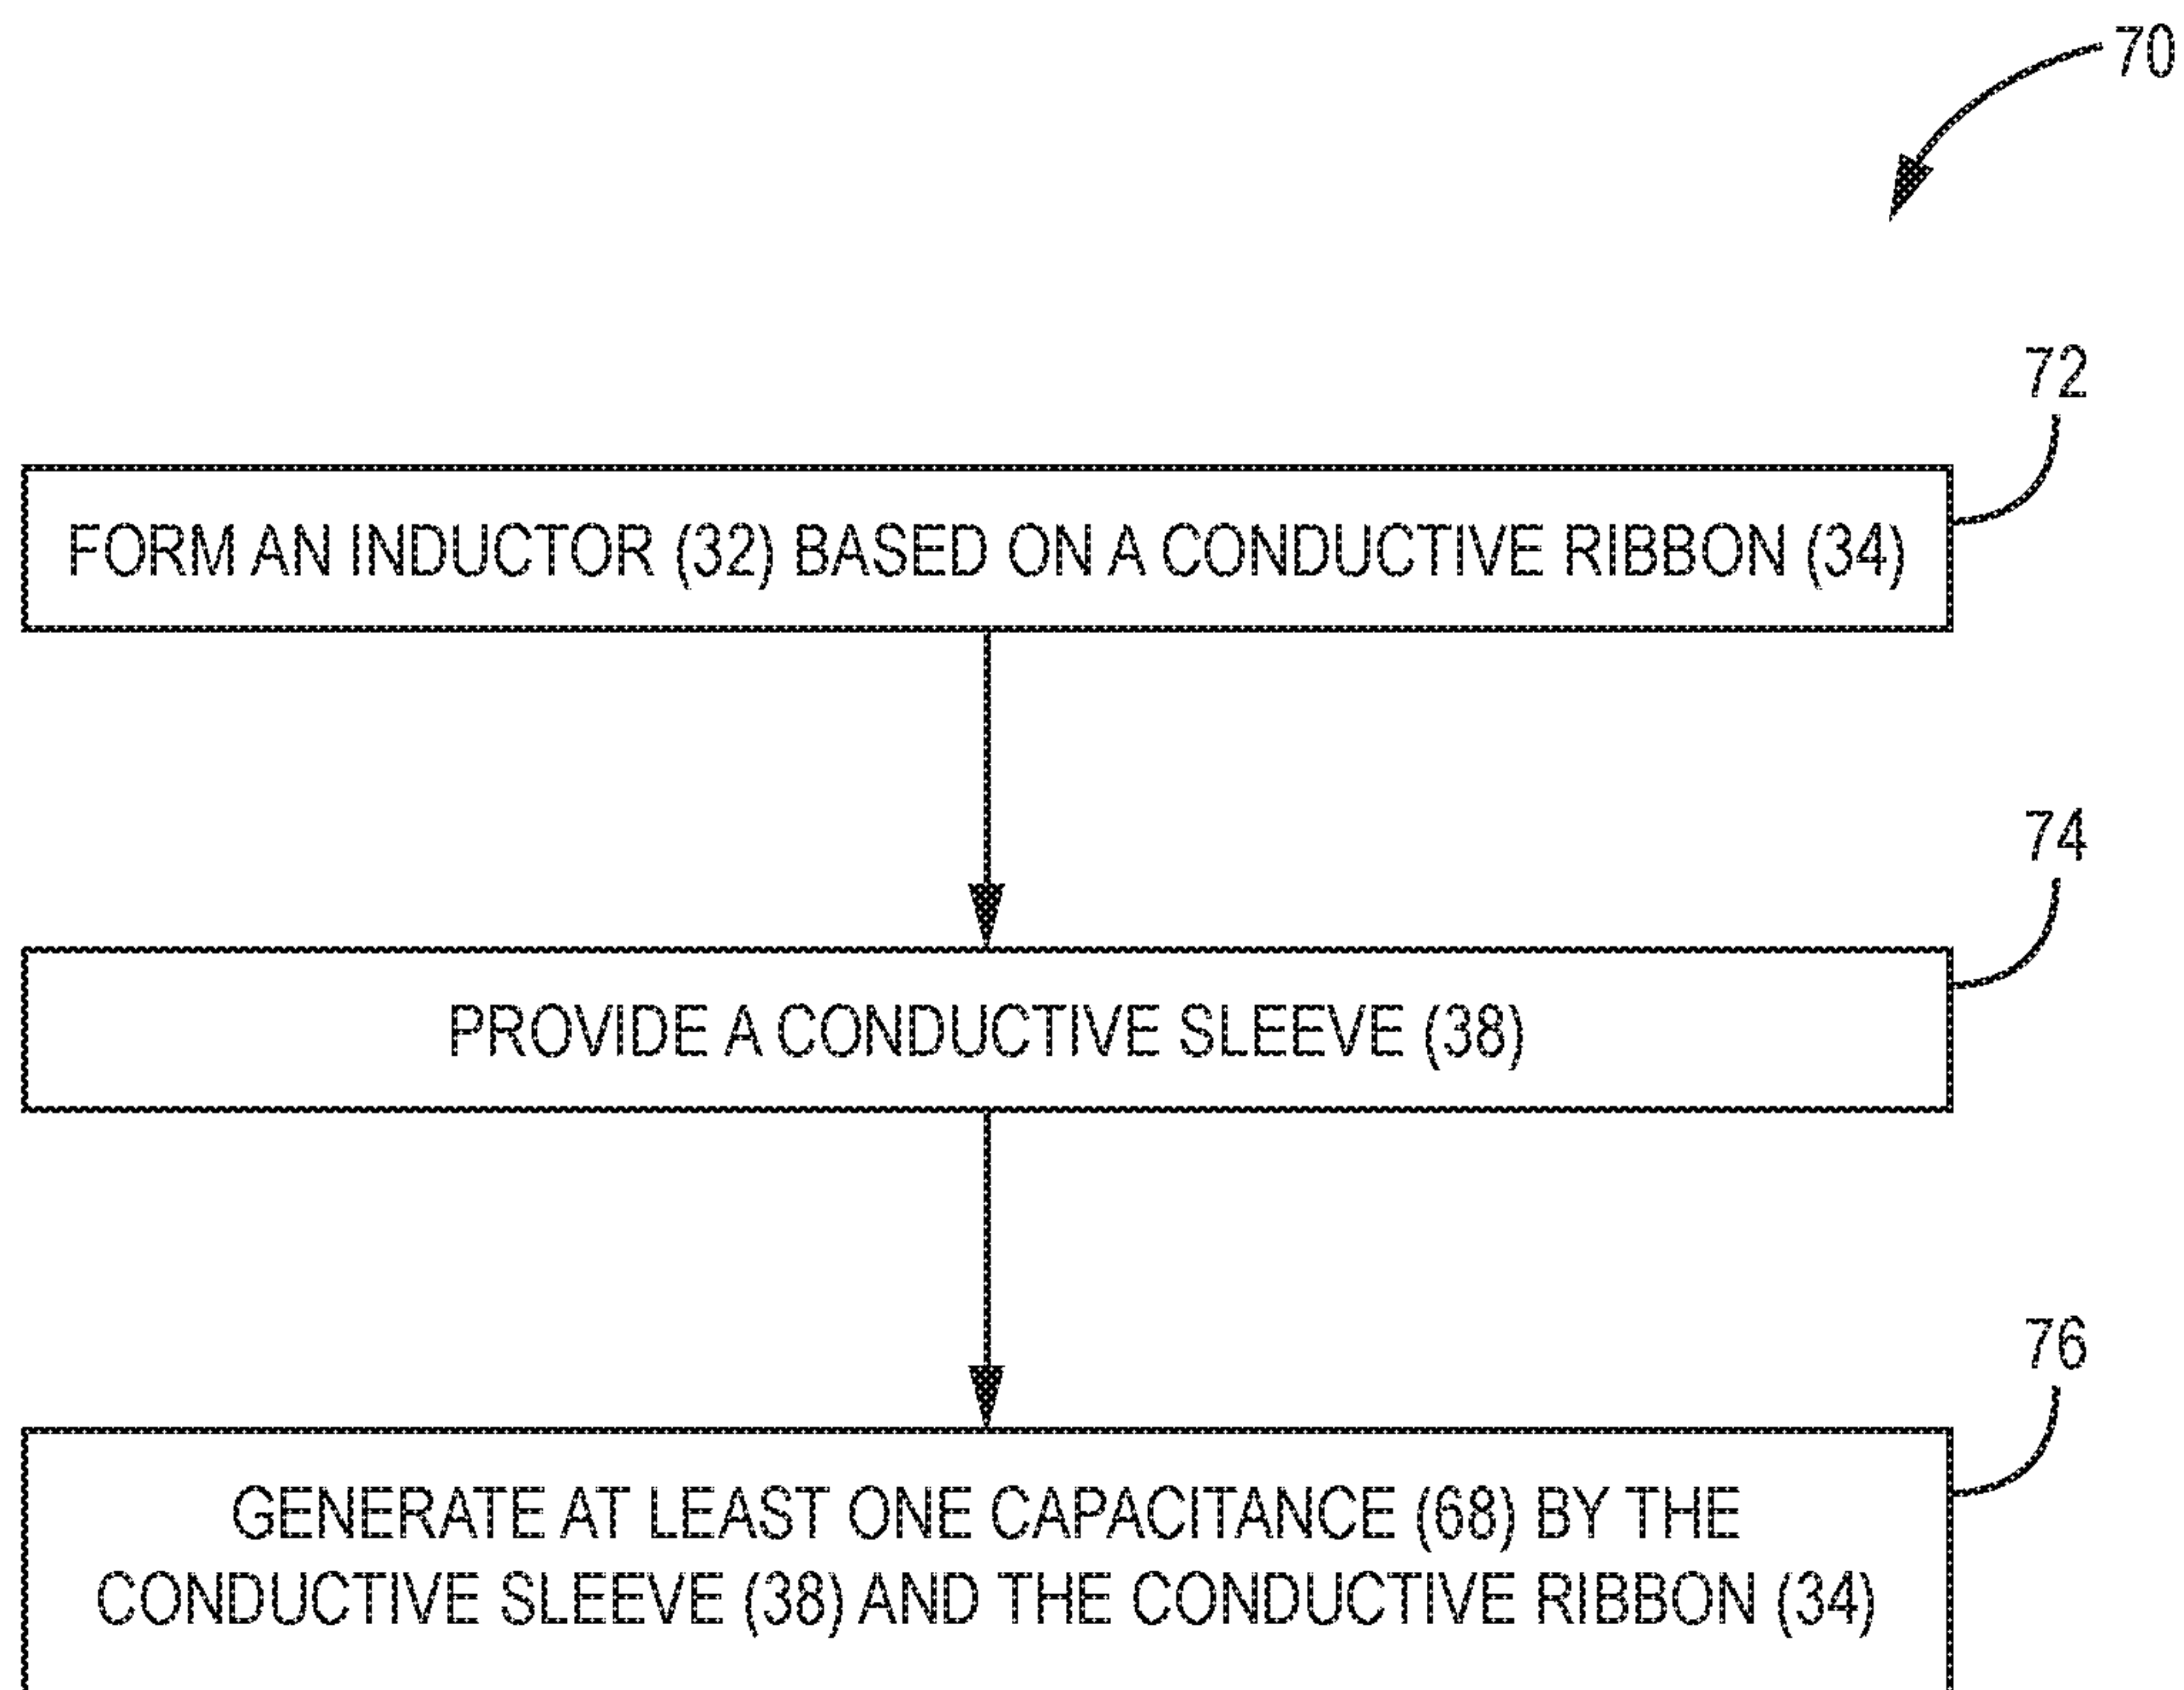 70
72
FORM AN INDUCTOR (32) BASED ON A CONDUCTIVE RIBBON (34)
74
PROVIDE A CONDUCTIVE SLEEVE (38)
76
GENERATE AT LEAST ONE CAPACITANCE (68) BY THE
CONDUCTIVE SLEEVE (38) AND THE CONDUCTIVE RIBBON (34)